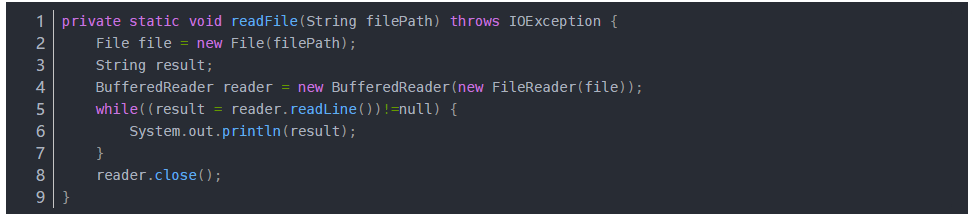 1 private static void readFile(String filePath) throws IOException {
2     File file = new File(filePath);
3     String result;
4     BufferedReader reader = new BufferedReader(new FileReader(file));
5     while((result = reader.readLine())!=null) {
6         System.out.println(result);
7     }
8     reader.close();
9 }